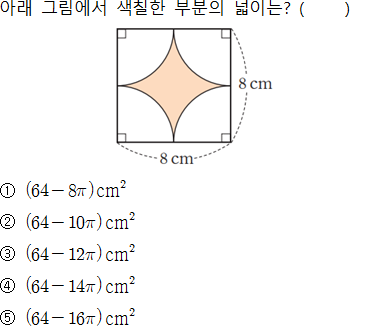 아래 그림에서 색칠한 부분의 넓이는? (      )
8 cm
8 cm
① (64－8π)cm²
② (64－10π)cm²
③ (64－12π)cm²
④ (64－14π)cm²
⑤ (64－16π)cm²